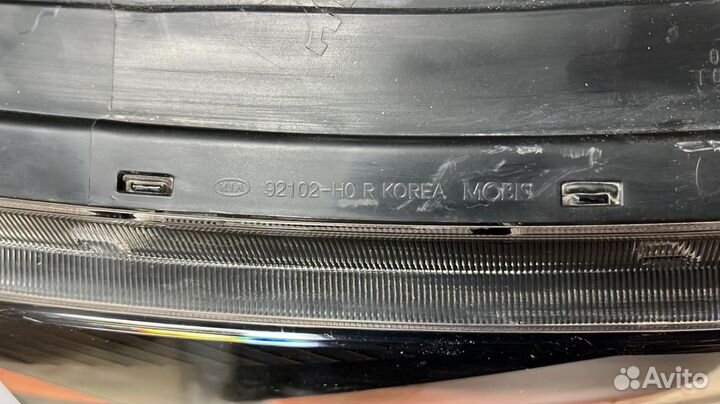 KIA 92102-H0 R KOREA MOBIS
Avito